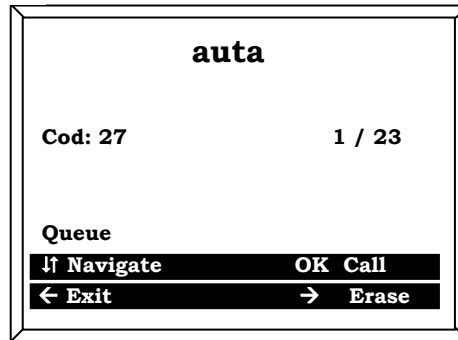 auta
Cod: 27 1 / 23
Queue
↓↑ Navigate OK Call
← Exit → Erase